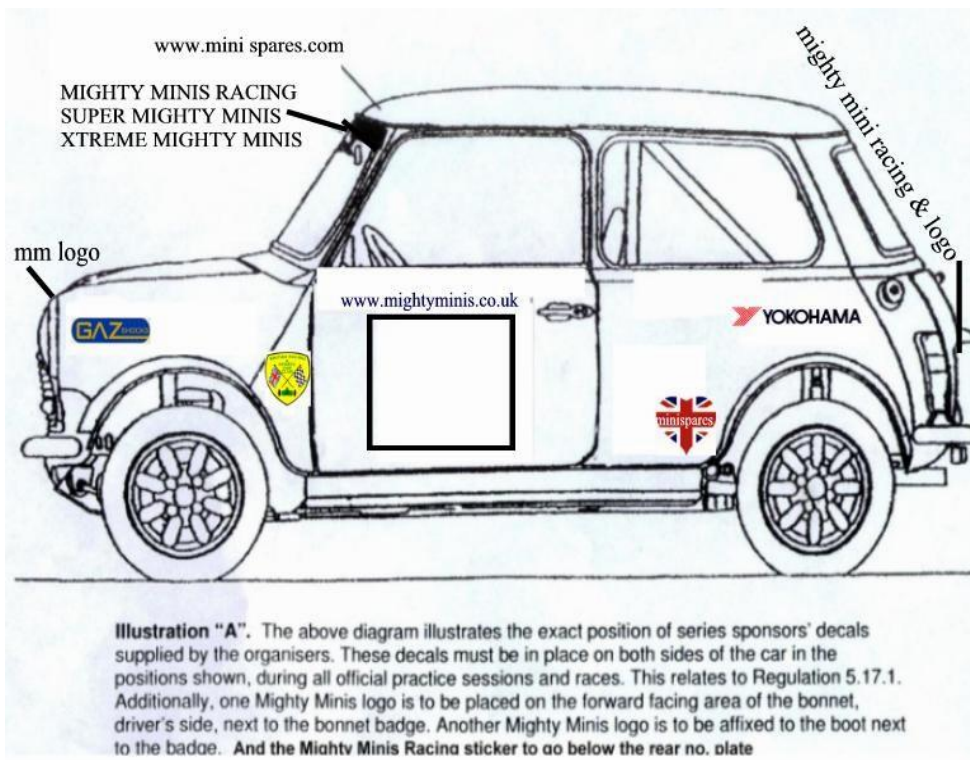 www.mini spares.com
MIGHTY MINIS RACING
SUPER MIGHTY MINIS
XTREME MIGHTY MINIS
mighty mini racing & logo
mm logo
www.mightyminis.co.uk
GAZ SHOCKS
YOKOHAMA
minispares
Illustration “A”. The above diagram illustrates the exact position of series sponsors' decals
supplied by the organisers. These decals must be in place on both sides of the car in the
positions shown, during all official practice sessions and races. This relates to Regulation 5.17.1.
Additionally, one Mighty Minis logo is to be placed on the forward facing area of the bonnet,
driver's side, next to the bonnet badge. Another Mighty Minis logo is to be affixed to the boot next
to the badge. And the Mighty Minis Racing sticker to go below the rear no. plate